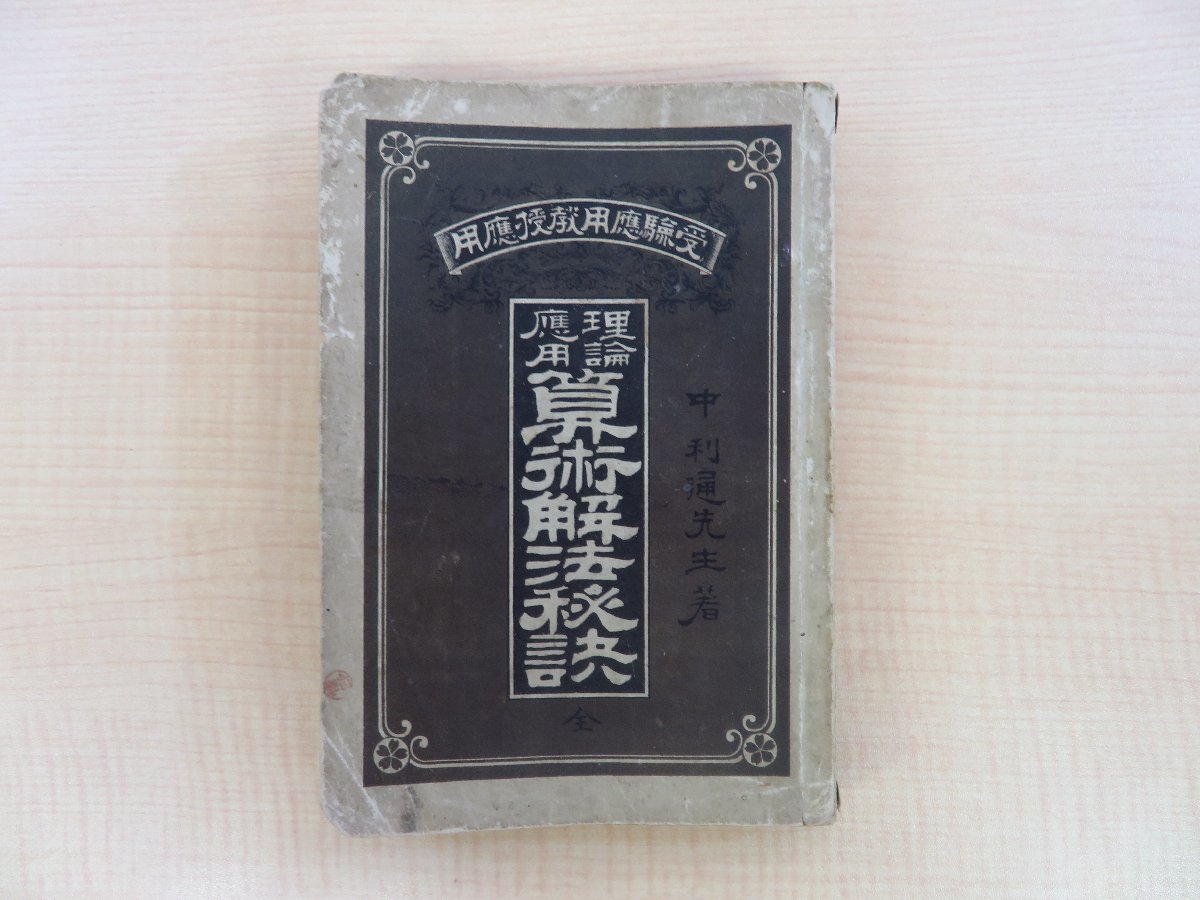 受驗應用敎授應用
中利通先生著
理論
應用
算術解法秘訣
全